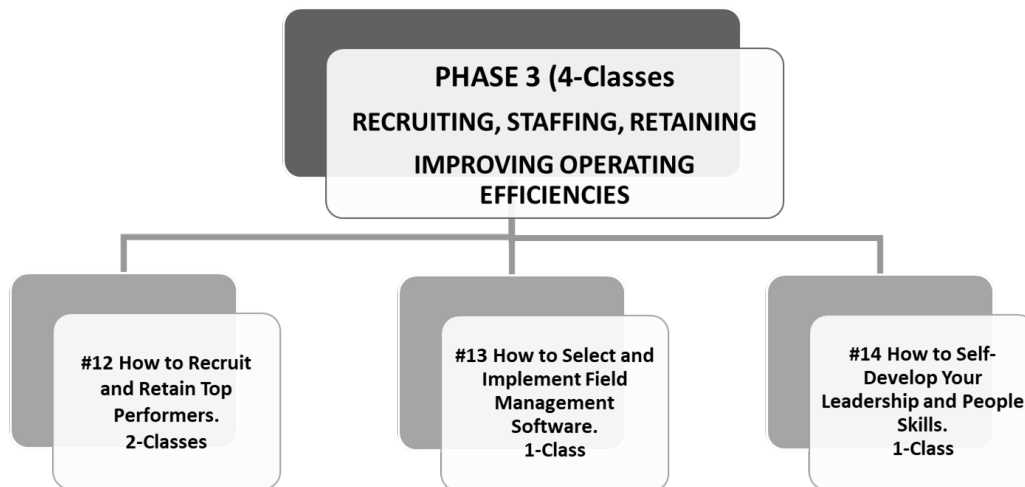 PHASE 3 (4-Classes
RECRUITING, STAFFING, RETAINING
IMPROVING OPERATING
EFFICIENCIES
#12 How to Recruit
and Retain Top
Performers.
2-Classes
#13 How to Select and
Implement Field
Management
Software.
1-Class
#14 How to Self-
Develop Your
Leadership and People
Skills.
1-Class